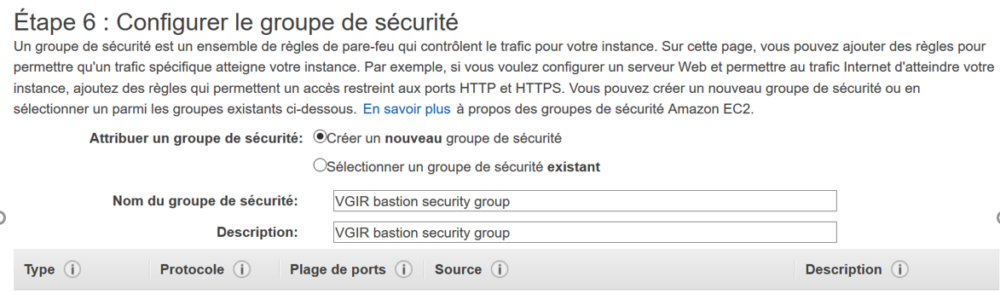 Étape 6 : Configurer le groupe de sécurité
Un groupe de sécurité est un ensemble de règles de pare-feu qui contrôlent le trafic pour votre instance. Sur cette page, vous pouvez ajouter des règles pour
permettre qu'un trafic spécifique atteigne votre instance. Par exemple, si vous voulez configurer un serveur Web et permettre au trafic Internet d'atteindre votre
instance, ajoutez des règles qui permettent un accès restreint aux ports HTTP et HTTPS. Vous pouvez créer un nouveau groupe de sécurité ou en
sélectionner un parmi les groupes existants ci-dessous. En savoir plus à propos des groupes de sécurité Amazon EC2.
Attribuer un groupe de sécurité: Créer un nouveau groupe de sécurité
Sélectionner un groupe de sécurité existant
Nom du groupe de sécurité: VGIR bastion security group
Description: VGIR bastion security group
Type i Protocole i Plage de ports i Source i Description i